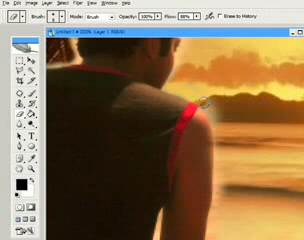 File Edit Image Layer Select Filter View Window Help
Brush: Mode: Brush Opacity: 100% Flow: 88% Erase to History
Untitled-1 @ 200% (Layer 1, RGB/8)